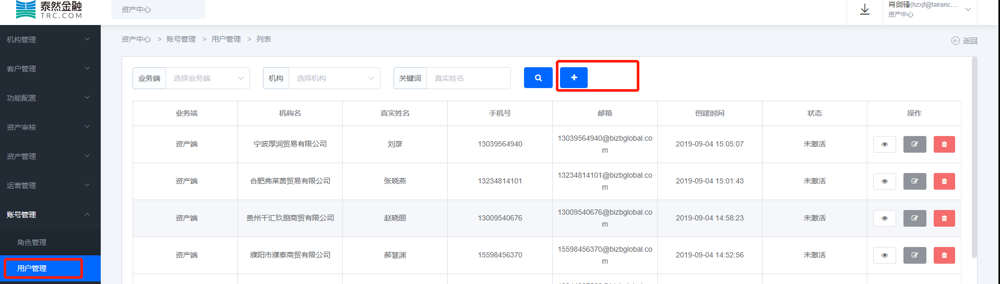 泰然金融
TRC.COM
资产中心
肖剑锋(hzxjf@tairanc...
资产中心
机构管理
客户管理
功能配置
资产审核
资产管理
运营管理
账号管理
角色管理
用户管理
资产中心 > 账号管理 > 用户管理 > 列表
返回
业务端 选择业务端 机构 选择机构 关键词 真实姓名
业务端 机构名 真实姓名 手机号 邮箱 创建时间 状态 操作
资产端 宁波厚润贸易有限公司 刘彦 13039564940 13039564940@bizbglobal.co
m 2019-09-04 15:05:07 未激活
资产端 合肥弗莱茵贸易有限公司 张晓燕 13234814101 13234814101@bizbglobal.co
m 2019-09-04 15:01:43 未激活
资产端 贵州千汇玖捌商贸有限公司 赵晓丽 13009540676 13009540676@bizbglobal.co
m 2019-09-04 14:58:23 未激活
资产端 濮阳市濮泰商贸有限公司 郝慧渊 15598456370 15598456370@bizbglobal.co
m 2019-09-04 14:52:56 未激活